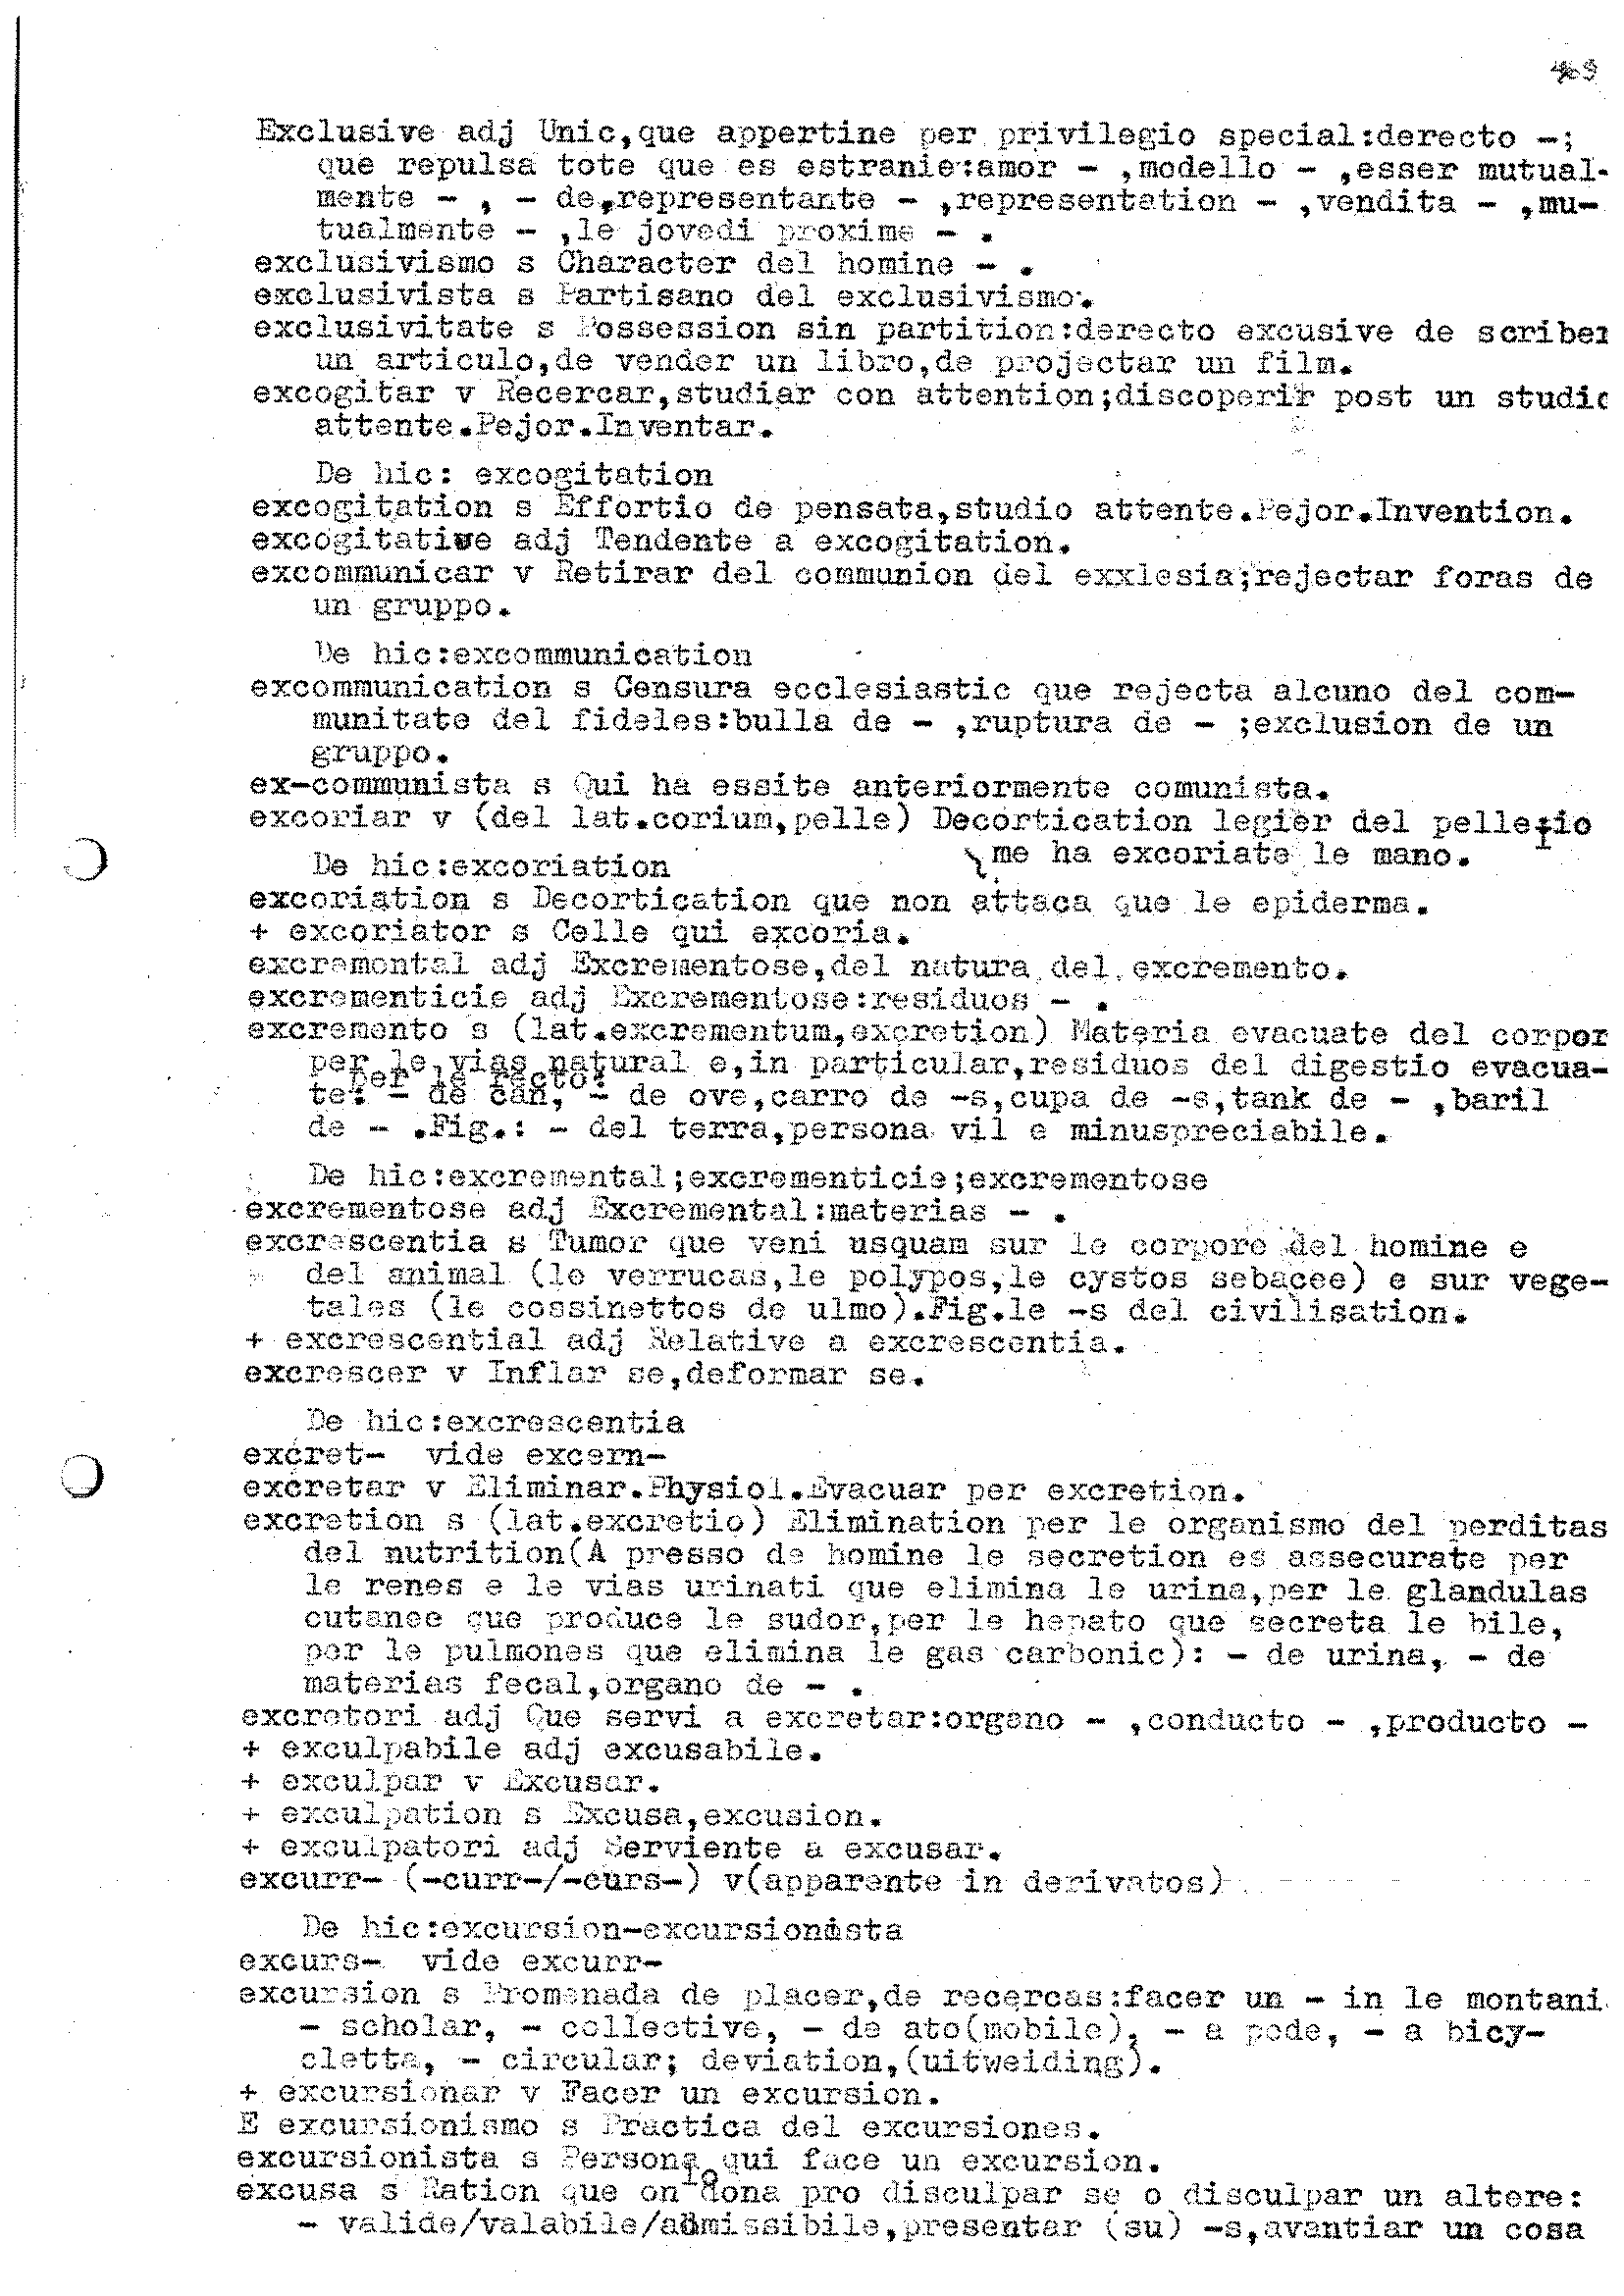 Exclusive adj Unic,que appertine per privilegio special:derecto -;
que repulsa tote que es estranie:amor - ,modello - ,esser mutual-
mente - , - de,representante - ,representation - ,vendita - ,mu-
tualmente - ,le jovedi proxime - .
exclusivismo s Character del homine - .
exclusivista s Partisano del exclusivismo.
exclusivitate s Possession sin partition:derecto excusive de scriber
un articulo,de vender un libro,de projectar un film.
excogitar v Recercar,studiar con attention;discoperir post un studio
attente.Pejor.Inventar.
De hic: excogitation
excogitation s Effortio de pensata,studio attente.Pejor.Invention.
excogitative adj Tendente a excogitation.
excommunicar v Retirar del communion del exxlesia;rejectar foras de
un gruppo.
De hic:excommunication
excommunication s Censura ecclesiastic que rejecta alcuno del com-
munitate del fideles:bulla de - ,ruptura de - ;exclusion de un
gruppo.
ex-communista s Qui ha essite anteriormente comunista.
excoriar v (del lat.corium,pelle) Decortication legier del pelletio
me ha excoriate le mano.
De hic:excoriation
excoriation s Decortication que non attaca que le epiderma.
+ excoriator s Celle qui excoria.
excremental adj Excrementose,del natura del excremento.
excrementicie adj Excrementose:residuos - .
excremento s (lat.excrementum,excretion) Materia evacuate del corpor
per le vias natural e,in particular,residuos del digestio evacua-
per le recto:
te: - de can, - de ove,carro de -s,cupa de -s,tank de - ,baril
de - .Fig.: - del terra,persona vil e minuspreciabile.
De hic:excremental;excrementicie;excrementose
excrementose adj Excremental:materias - .
excrescentia s Tumor que veni usquam sur le corpore del homine e
del animal (le verrucas,le polypos,le cystos sebacee) e sur vege-
tales (le cossinettos de ulmo).Fig.le -s del civilisation.
+ excrescential adj Relative a excrescentia.
excrescer v Inflar se,deformar se.
De hic:excrescentia
excret- vide excern-
excretar v Eliminar.Physiol.Evacuar per excretion.
excretion s (lat.excretio) Elimination per le organismo del perditas
del nutrition(A presso de homine le secretion es assecurate per
le renes e le vias urinati que elimina le urina,per le glandulas
cutanee que produce le sudor,per le hepato que secreta le bile,
per le pulmones que elimina le gas carbonic): - de urina, - de
materias fecal,organo de - .
excretori adj Que servi a excretar:organo - ,conducto - ,producto -
+ exculpabile adj excusabile.
+ exculpar v Excusar.
+ exculpation s Excusa,excusion.
+ exculpatori adj Serviente a excusar.
excurr- (-curr-/-curs-) v(apparente in derivatos)
De hic:excursion-excursionista
excurs- vide excurr-
excursion s Promenada de placer,de recercas:facer un - in le montani
- scholar, - collective, - de ato(mobile), - a pede, - a bicy-
cletta, - circular; deviation,(uitweiding).
+ excursionar v Facer un excursion.
E excursionismo s Practica del excursiones.
excursionista s Persona qui face un excursion.
excusa s Ration que on dona pro disculpar se o disculpar un altere:
- valide/valabile/admissibile,presentar (su) -s,avantiar un cosa